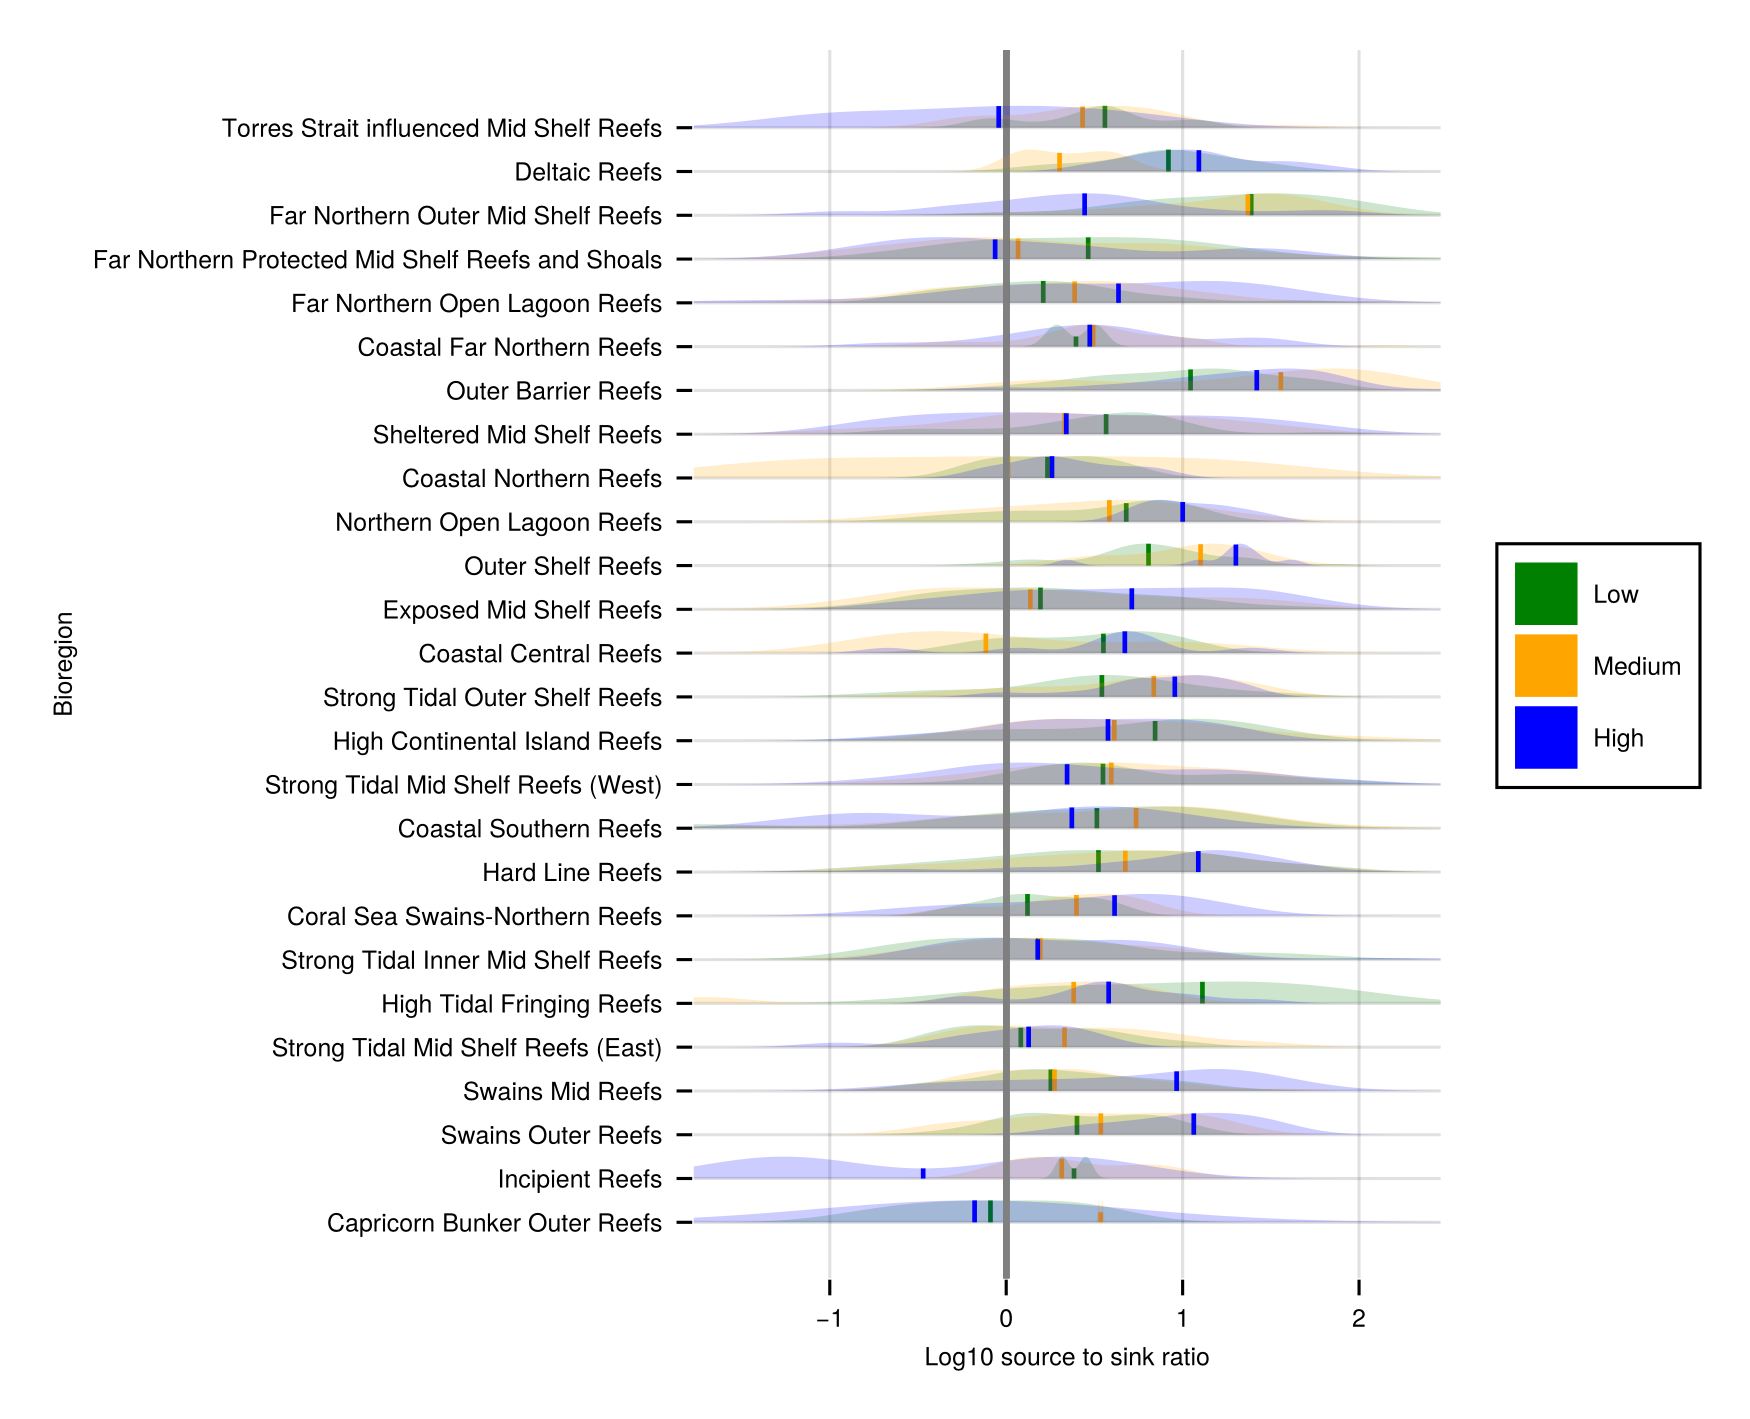 Torres Strait influenced Mid Shelf Reefs
Deltaic Reefs
Far Northern Outer Mid Shelf Reefs
Far Northern Protected Mid Shelf Reefs and Shoals
Far Northern Open Lagoon Reefs
Coastal Far Northern Reefs
Outer Barrier Reefs
Sheltered Mid Shelf Reefs
Coastal Northern Reefs
Northern Open Lagoon Reefs
Outer Shelf Reefs
Exposed Mid Shelf Reefs
Coastal Central Reefs
Strong Tidal Outer Shelf Reefs
High Continental Island Reefs
Strong Tidal Mid Shelf Reefs (West)
Coastal Southern Reefs
Hard Line Reefs
Coral Sea Swains-Northern Reefs
Strong Tidal Inner Mid Shelf Reefs
High Tidal Fringing Reefs
Strong Tidal Mid Shelf Reefs (East)
Swains Mid Reefs
Swains Outer Reefs
Incipient Reefs
Capricorn Bunker Outer Reefs
Bioregion
−1 0 1 2
Log10 source to sink ratio
Low
Medium
High